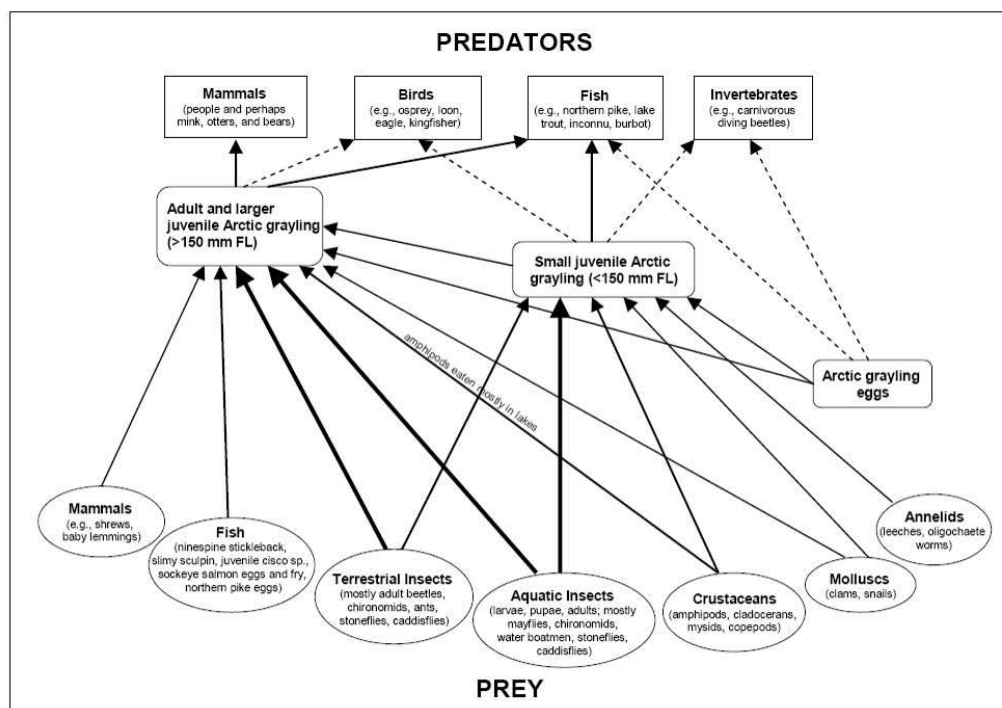 PREDATORS
Mammals
(people and perhaps
mink, otters, and bears)
Birds
(e.g., osprey, loon,
eagle, kingfisher)
Fish
(e.g., northern pike, lake
trout, inconnu, burbot)
Invertebrates
(e.g., carnivorous
diving beetles)
Adult and larger
juvenile Arctic grayling
(>150 mm FL)
Small juvenile Arctic
grayling (<150 mm FL)
Arctic grayling
eggs
amphipods eaten mostly in lakes
Mammals
(e.g., shrews,
baby lemmings)
Fish
(ninespine stickleback,
slimy sculpin, juvenile cisco sp.,
sockeye salmon eggs and fry,
northern pike eggs)
Terrestrial Insects
(mostly adult beetles,
chironomids, ants,
stoneflies, caddisflies)
Aquatic Insects
(larvae, pupae, adults; mostly
mayflies, chironomids,
water boatmen, stoneflies,
caddisflies)
Crustaceans
(amphipods, cladocerans,
mysids, copepods)
Molluscs
(clams, snails)
Annelids
(leeches, oligochaete
worms)
PREY